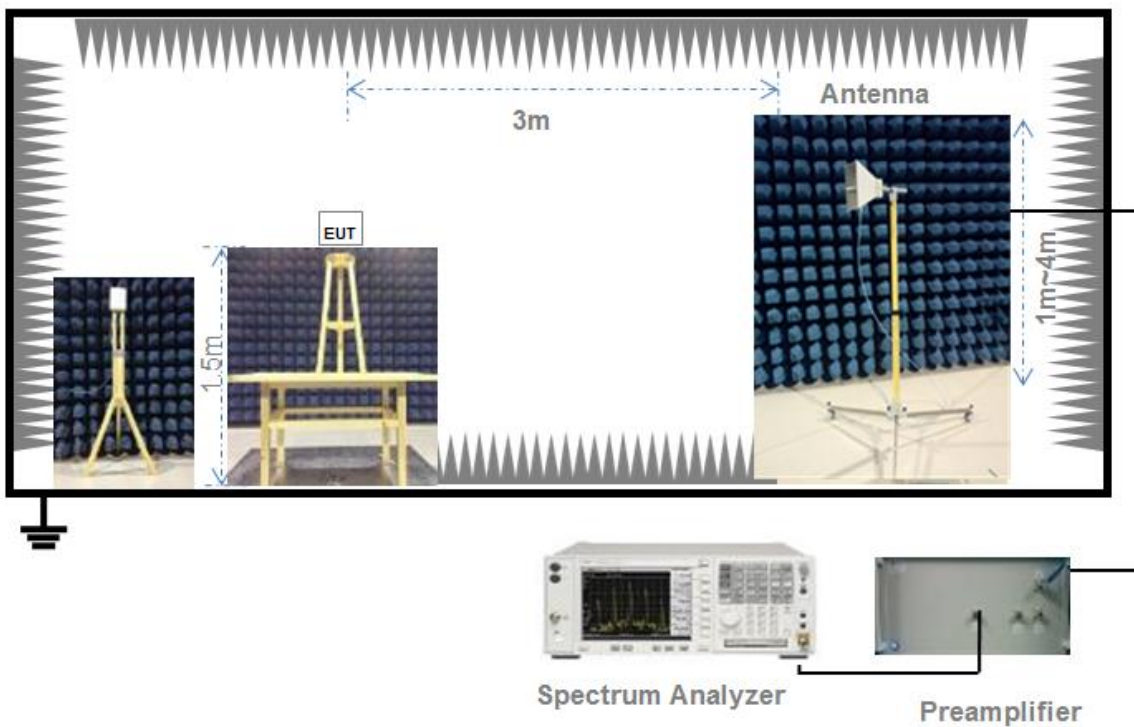 Antenna
3m
EUT
1m~4m
1.5m
Spectrum Analyzer
Preamplifier